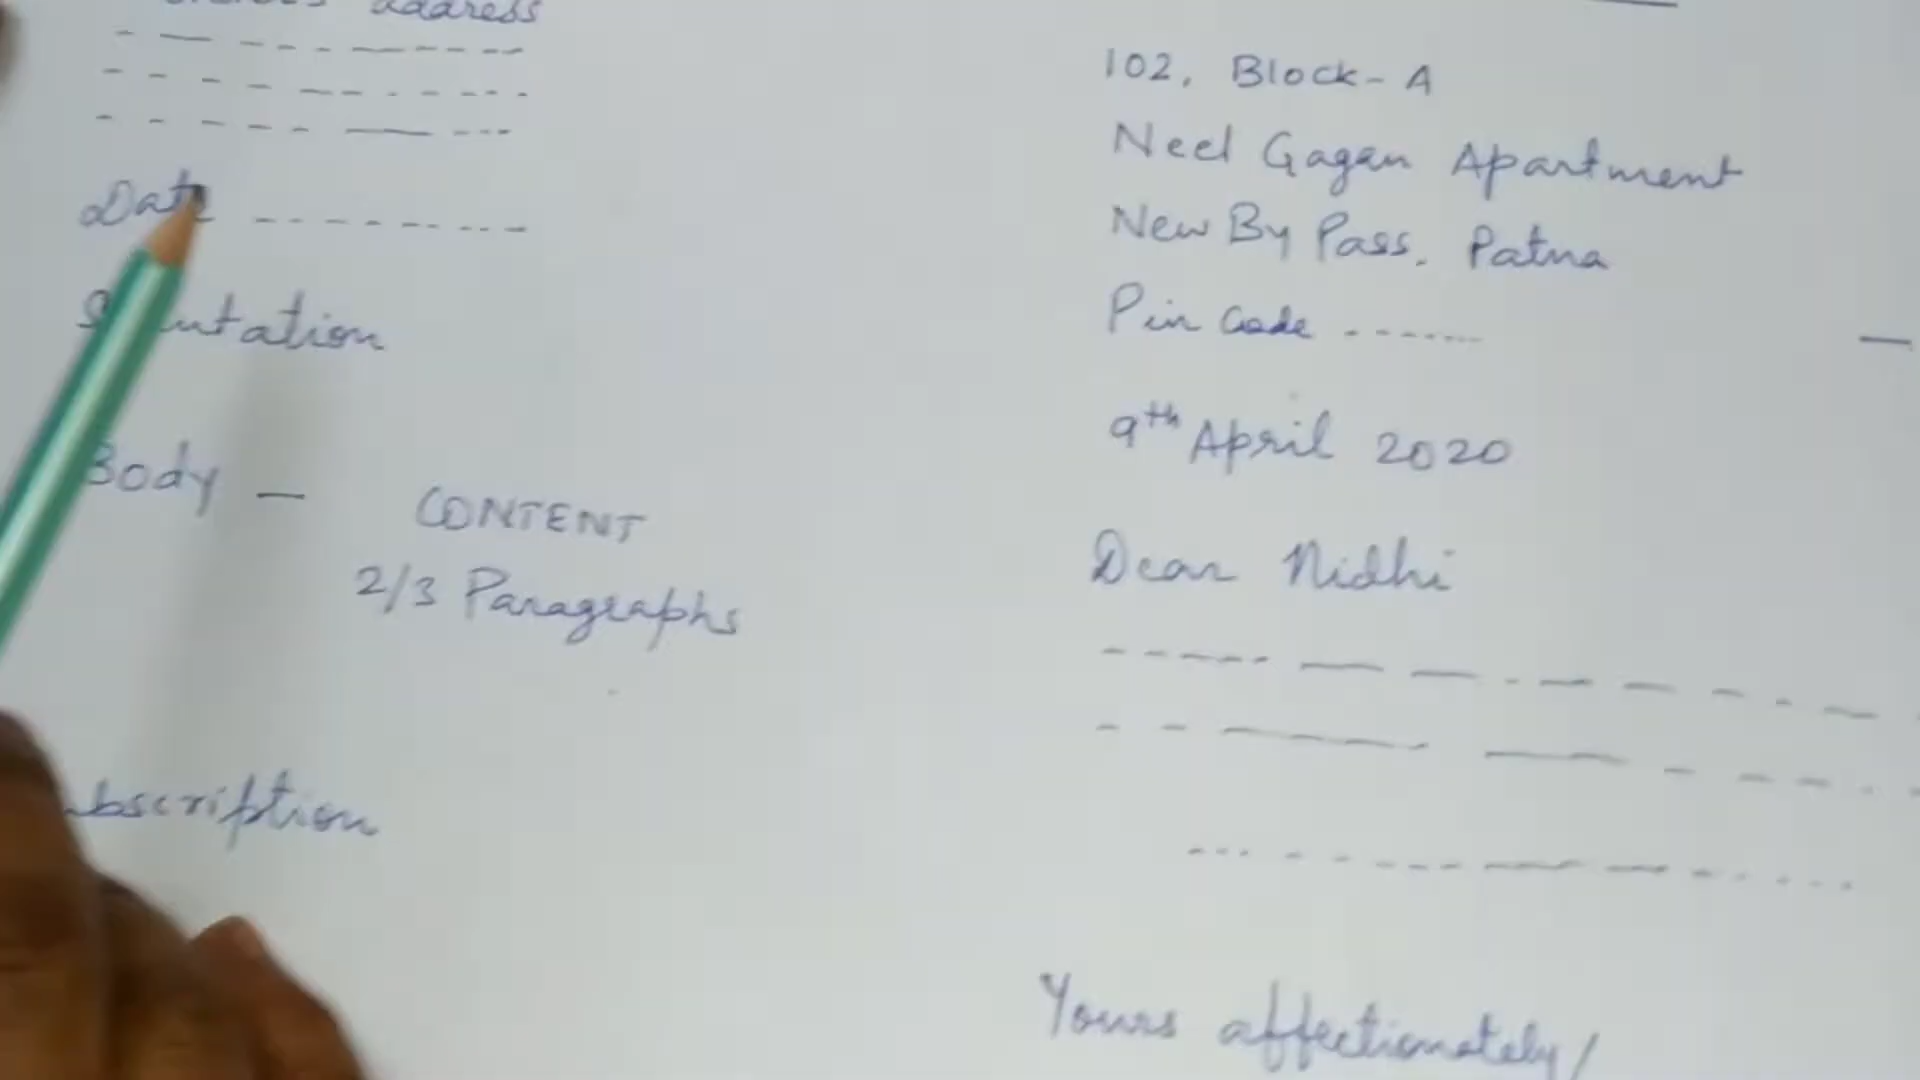 address
Date
Body —
CONTENT
2/3 Paragraphs
102, Block-A
Neel Gagan Apartment
New By Pass, Patna
Pin Code
9th April 2020
Dear Nidhi
Yours affectionately/